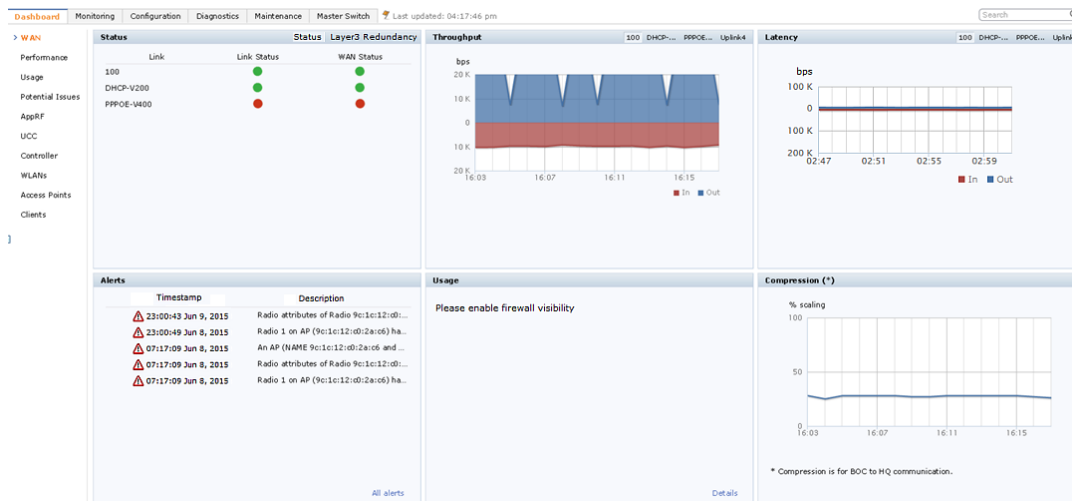 Dashboard Monitoring Configuration Diagnostics Maintenance Master Switch Last updated: 04:17:46 pm Search
WAN
Performance
Usage
Potential Issues
AppRF
UCC
Controller
WLANs
Access Points
Clients
Status Status Layer3 Redundancy
Link Link Status WAN Status
100
DHCP-V200
PPPOE-V400
Throughput 100 DHCP-... PPPOE... Uplink4
bps
20 K
10 K
0
10 K
20 K
16:03 16:07 16:11 16:15
In Out
Latency 100 DHCP-... PPPOE... Uplink
bps
100 K
0
100 K
200 K
02:47 02:51 02:55 02:59
In Out
Alerts
Timestamp Description
23:00:43 Jun 9, 2015 Radio attributes of Radio 9c:1c:12:c0:...
23:00:49 Jun 8, 2015 Radio 1 on AP (9c:1c:12:c0:2a:c6) ha...
07:17:09 Jun 8, 2015 An AP (NAME 9c:1c:12:c0:2a:c6 and ...
07:17:09 Jun 8, 2015 Radio attributes of Radio 9c:1c:12:c0:...
07:17:09 Jun 8, 2015 Radio 1 on AP (9c:1c:12:c0:2a:c6) ha...
All alerts
Usage
Please enable firewall visibility
Details
Compression (*)
% scaling
100
50
0
16:03 16:07 16:11 16:15
* Compression is for BOC to HQ communication.